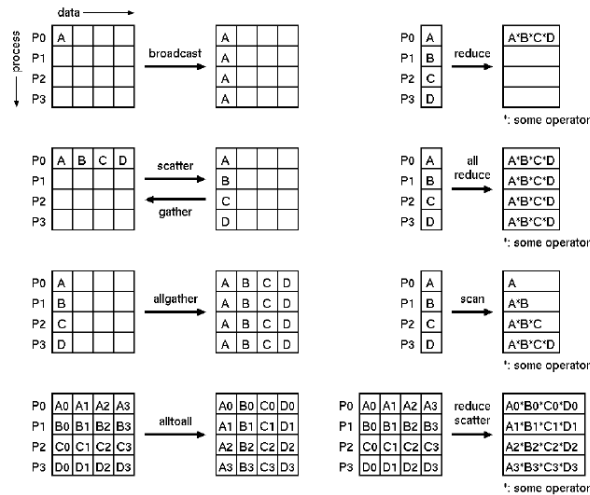 data
process
P0 A
P1
P2
P3
broadcast
A
A
A
A
P0 A
P1 B
P2 C
P3 D
reduce
A*B*C*D
*: some operator
P0 A B C D
P1
P2
P3
scatter
gather
A
B
C
D
P0 A
P1 B
P2 C
P3 D
all
reduce
A*B*C*D
A*B*C*D
A*B*C*D
A*B*C*D
*: some operator
P0 A
P1 B
P2 C
P3 D
allgather
A B C D
A B C D
A B C D
A B C D
P0 A
P1 B
P2 C
P3 D
scan
A
A*B
A*B*C
A*B*C*D
*: some operator
P0 A0 A1 A2 A3
P1 B0 B1 B2 B3
P2 C0 C1 C2 C3
P3 D0 D1 D2 D3
alltoall
A0 B0 C0 D0
A1 B1 C1 D1
A2 B2 C2 D2
A3 B3 C3 D3
P0 A0 A1 A2 A3
P1 B0 B1 B2 B3
P2 C0 C1 C2 C3
P3 D0 D1 D2 D3
reduce
scatter
A0*B0*C0*D0
A1*B1*C1*D1
A2*B2*C2*D2
A3*B3*C3*D3
*: some operator